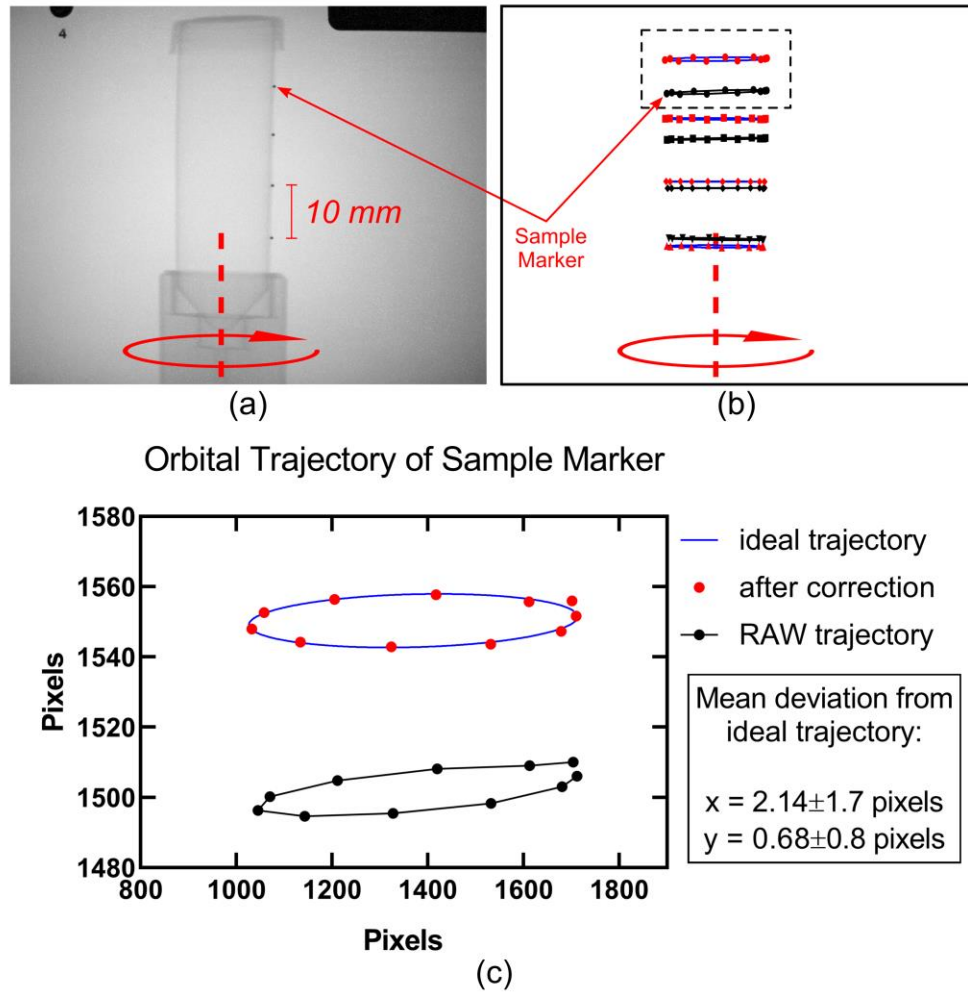 4
10 mm
Sample
Marker
(a)
(b)
Orbital Trajectory of Sample Marker
1580
1560
1540
1520
1500
1480
800
1000
1200
1400
1600
1800
Pixels
Pixels
ideal trajectory
after correction
RAW trajectory
Mean deviation from
ideal trajectory:
x = 2.14±1.7 pixels
y = 0.68±0.8 pixels
(c)